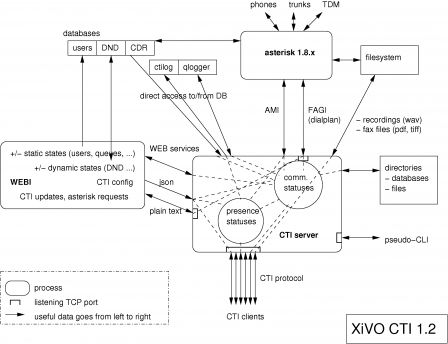 phones
trunks
TDM
databases
users
DND
CDR
asterisk 1.8.x
filesystem
ctilog
qlogger
direct access to/from DB
AMI
FAGI
(dialplan)
– recordings (wav)
– fax files (pdf, tiff)
WEB services
+/– static states (users, queues, ...)
+/– dynamic states (DND ...)
WEBI
CTI config
CTI updates, asterisk requests
json
plain text
comm.
statuses
presence
statuses
CTI server
directories
– databases
– files
pseudo–CLI
CTI protocol
CTI clients
process
listening TCP port
useful data goes from left to right
XiVO CTI 1.2